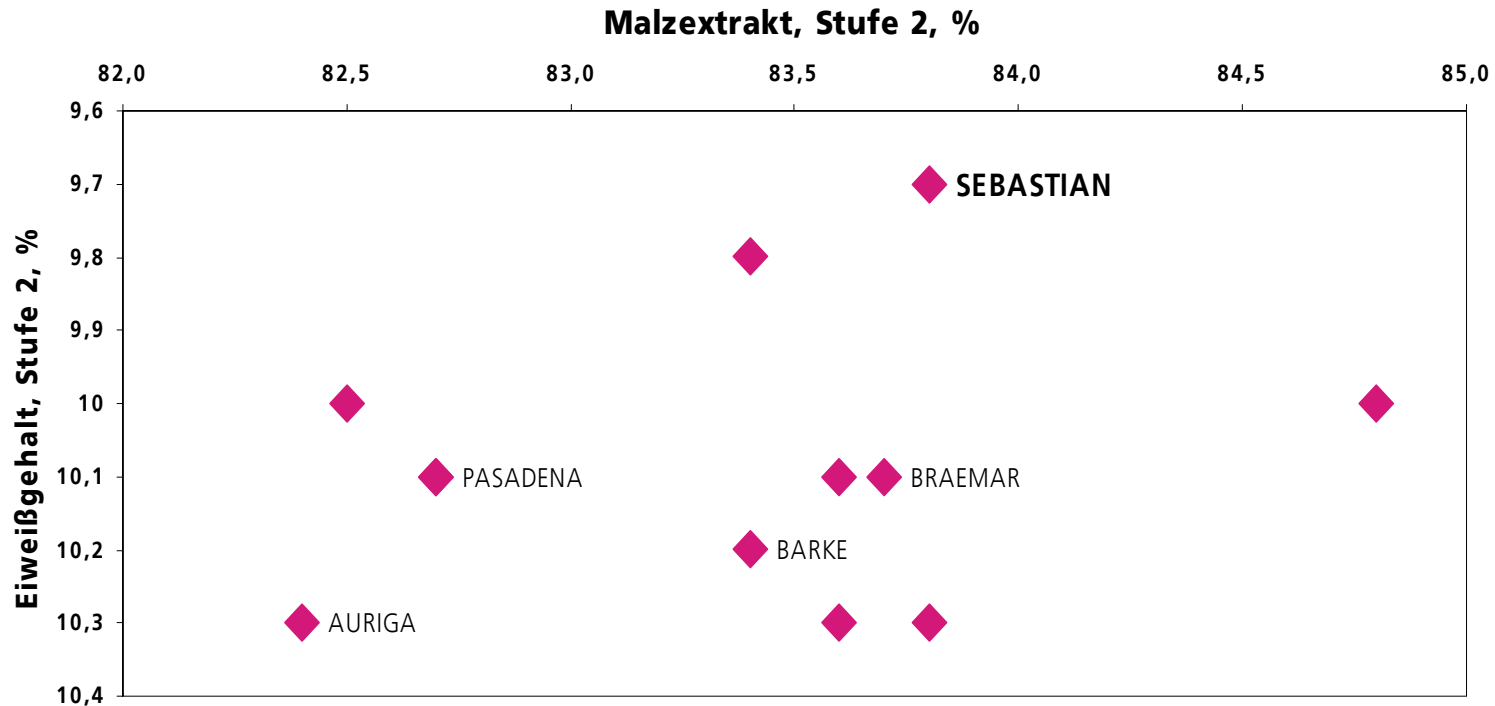 Malzextrakt, Stufe 2, %
82,0 82,5 83,0 83,5 84,0 84,5 85,0
Eiweißgehalt, Stufe 2, %
9,6
9,7
SEBASTIAN
9,8
9,9
10
10,1
PASADENA
BRAEMAR
10,2
BARKE
10,3
AURIGA
10,4